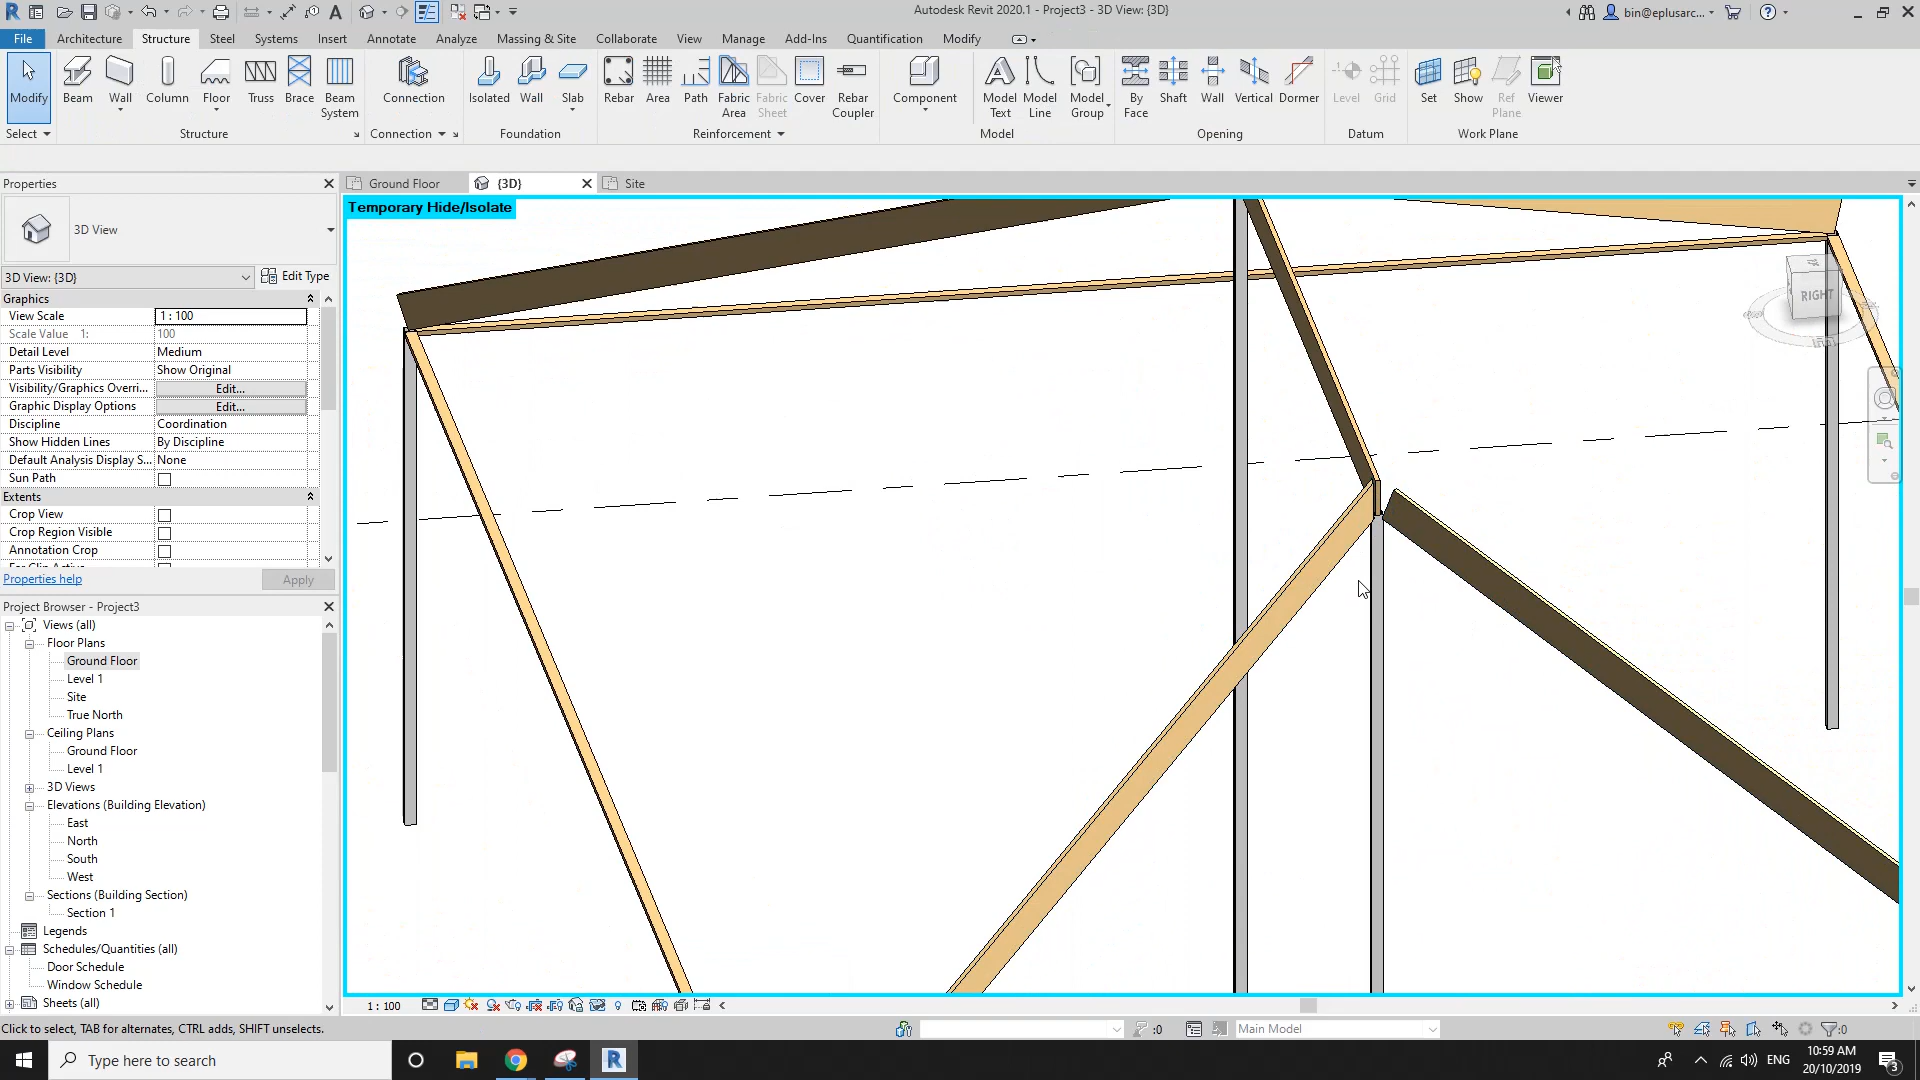 Autodesk Revit 2020.1 - Project3 - 3D View: {3D}
bin@eplusarc...
File Architecture Structure Steel Systems Insert Annotate Analyze Massing & Site Collaborate View Manage Add-Ins Quantification Modify
Modify Beam Wall Column Floor Truss Brace Beam System Connection Isolated Wall Slab Rebar Area Path Fabric Area Fabric Sheet Cover Rebar Coupler Component Model Text Model Line Model Group By Face Shaft Wall Vertical Dormer Level Grid Set Show Ref Plane Viewer
Select Structure Connection Foundation Reinforcement Model Opening Datum Work Plane
Properties
Ground Floor {3D} Site
Temporary Hide/Isolate
3D View
3D View: {3D} Edit Type
Graphics
View Scale 1 : 100
Scale Value 1: 100
Detail Level Medium
Parts Visibility Show Original
Visibility/Graphics Overri... Edit...
Graphic Display Options Edit...
Discipline Coordination
Show Hidden Lines By Discipline
Default Analysis Display S... None
Sun Path
Extents
Crop View
Crop Region Visible
Annotation Crop
Properties help Apply
RIGHT
Project Browser - Project3
Views (all)
Floor Plans
Ground Floor
Level 1
Site
True North
Ceiling Plans
Ground Floor
Level 1
3D Views
Elevations (Building Elevation)
East
North
South
West
Sections (Building Section)
Section 1
Legends
Schedules/Quantities (all)
Door Schedule
Window Schedule
Sheets (all)
1 : 100
Click to select, TAB for alternates, CTRL adds, SHIFT unselects.
:0
Main Model
:0
Type here to search
ENG
10:59 AM
20/10/2019
3